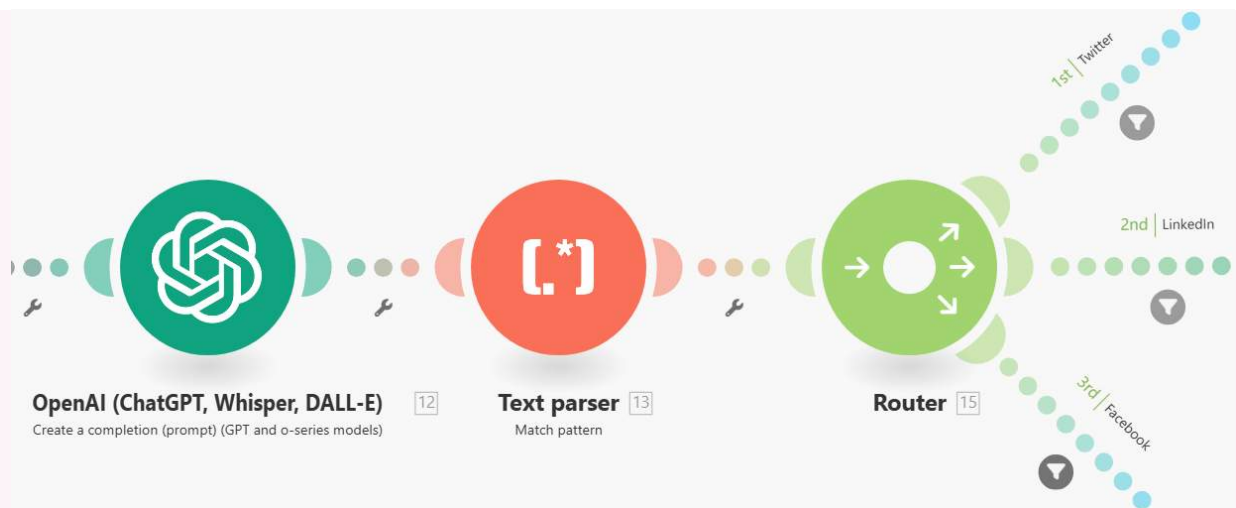 1st | Twitter
2nd | LinkedIn
[.*)
OpenAI (ChatGPT, Whisper, DALL-E) 12
Create a completion (prompt) (GPT and o-series models)
Text parser 13
Match pattern
Router 15
3rd | Facebook